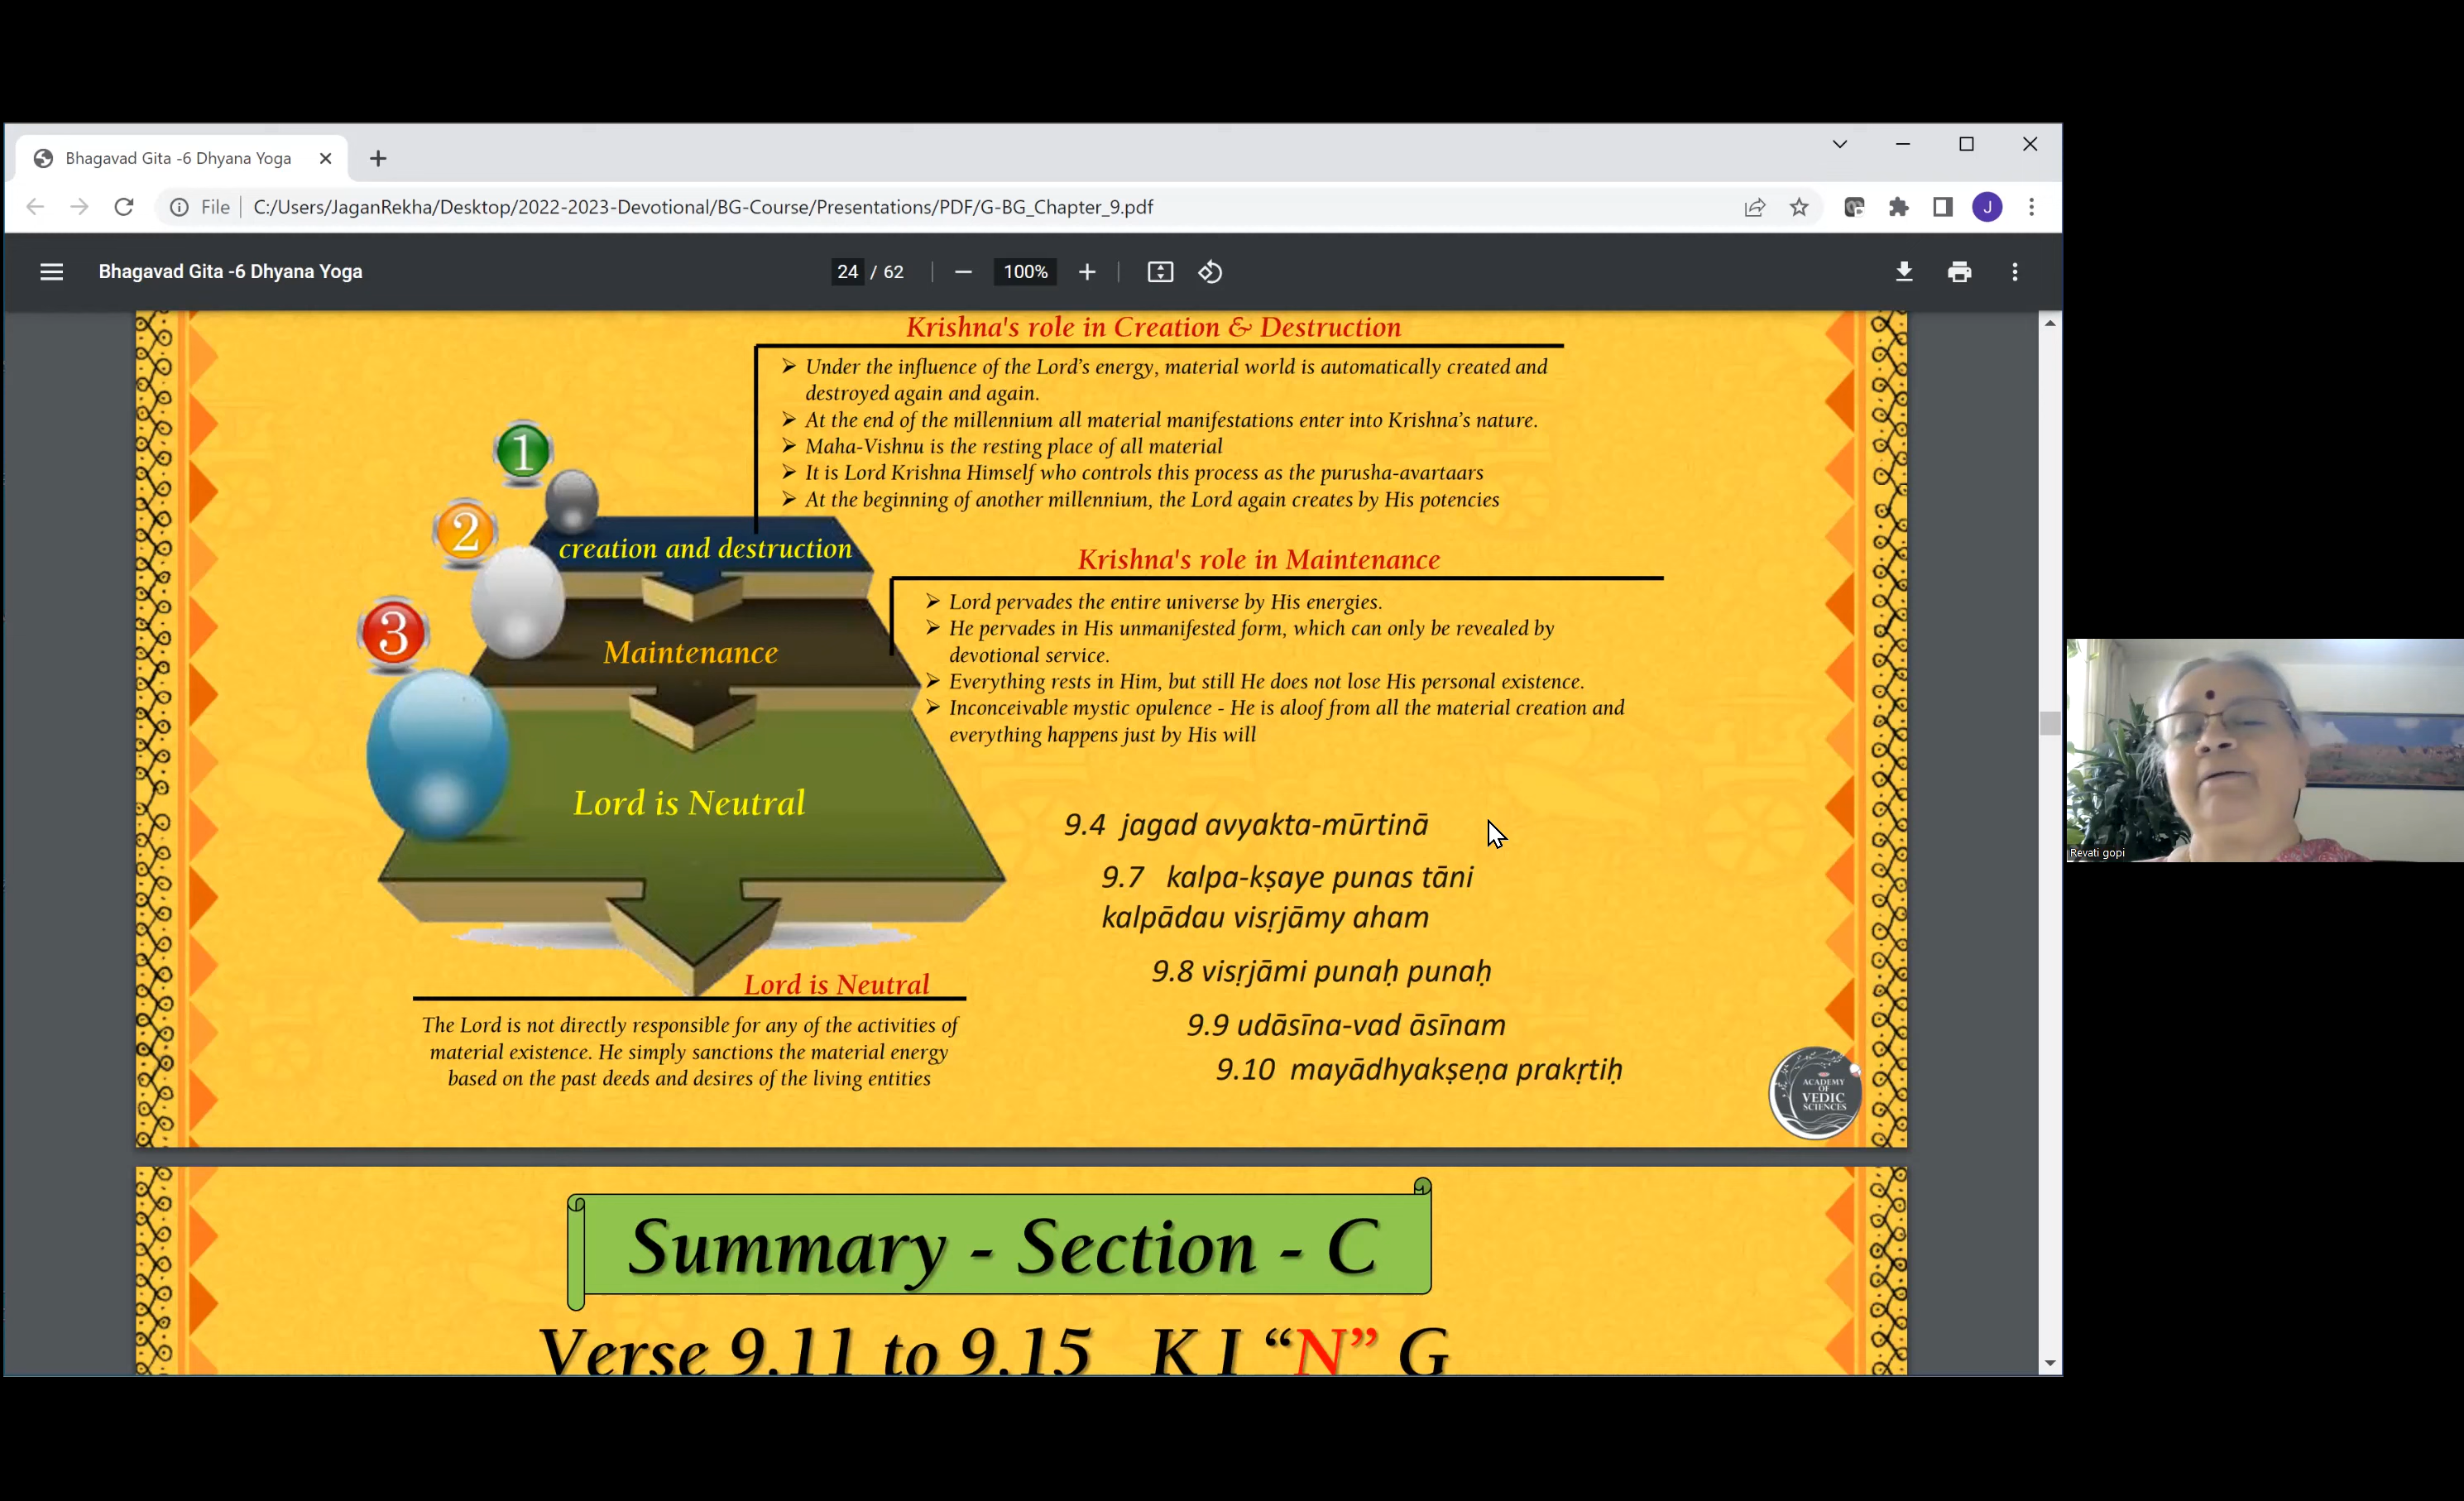 Bhagavad Gita -6 Dhyana Yoga
File
C:/Users/JaganRekha/Desktop/2022-2023-Devotional/BG-Course/Presentations/PDF/G-BG_Chapter_9.pdf
J
Bhagavad Gita -6 Dhyana Yoga
24 / 62
100%
Krishna's role in Creation & Destruction
➢ Under the influence of the Lord’s energy, material world is automatically created and
destroyed again and again.
➢ At the end of the millennium all material manifestations enter into Krishna’s nature.
➢ Maha-Vishnu is the resting place of all material
➢ It is Lord Krishna Himself who controls this process as the purusha-avartaars
➢ At the beginning of another millennium, the Lord again creates by His potencies
1
2
3
creation and destruction
Maintenance
Lord is Neutral
Krishna's role in Maintenance
➢ Lord pervades the entire universe by His energies.
➢ He pervades in His unmanifested form, which can only be revealed by
devotional service.
➢ Everything rests in Him, but still He does not lose His personal existence.
➢ Inconceivable mystic opulence - He is aloof from all the material creation and
everything happens just by His will
9.4 jagad avyakta-mūrtinā
9.7 kalpa-kṣaye punas tāni
kalpādau visṛjāmy aham
9.8 visṛjāmi punaḥ punaḥ
9.9 udāsīna-vad āsīnam
9.10 mayādhyakṣeṇa prakṛtiḥ
Lord is Neutral
The Lord is not directly responsible for any of the activities of
material existence. He simply sanctions the material energy
based on the past deeds and desires of the living entities
ACADEMY
OF
VEDIC
SCIENCES
Summary - Section - C
Verse 9.11 to 9.15 K I “N” G
Revati gopi